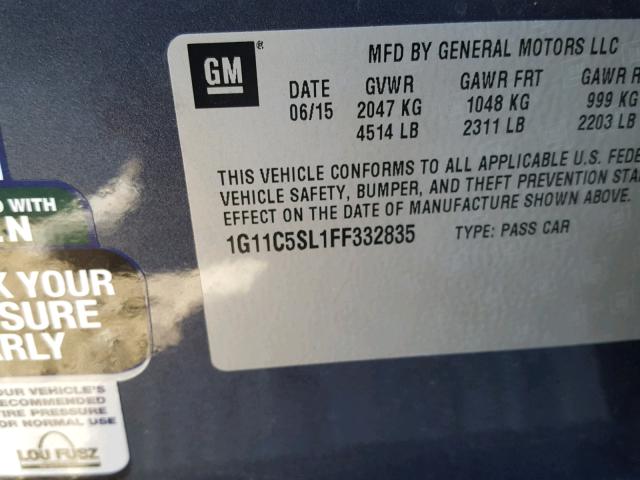 GM
®
MFD BY GENERAL MOTORS LLC
DATE GVWR GAWR FRT GAWR R
06/15 2047 KG 1048 KG 999 KG
4514 LB 2311 LB 2203 LB
THIS VEHICLE CONFORMS TO ALL APPLICABLE U.S. FEDE
VEHICLE SAFETY, BUMPER, AND THEFT PREVENTION STA
EFFECT ON THE DATE OF MANUFACTURE SHOWN ABOVE.
1G11C5SL1FF332835 TYPE: PASS CAR
D WITH
EN
K YOUR
SSURE
ARLY
OUR VEHICLE'S
RECOMMENDED
TIRE PRESSURE
FOR NORMAL USE
LOU FUSZ